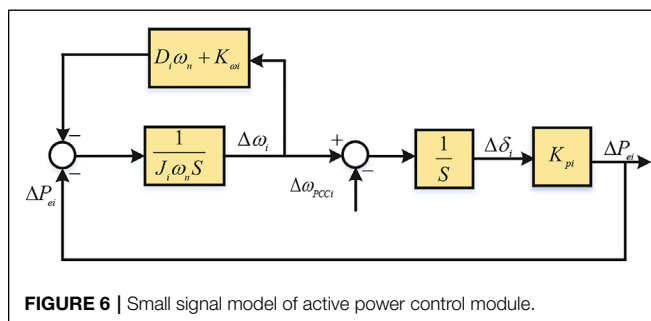 D_i ω_n + K_ωi
−
−
1
J_i ω_n S
Δω_i
+
−
Δω_PCCi
1
S
Δδ_i
K_pi
ΔP_ei
ΔP_ei
FIGURE 6 | Small signal model of active power control module.